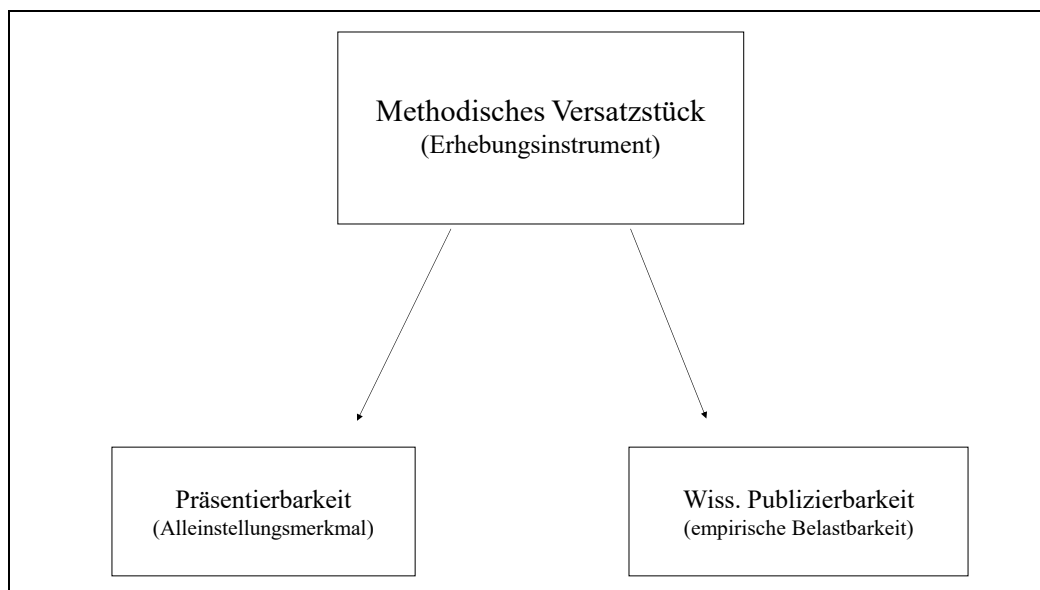 Methodisches Versatzstück
(Erhebungsinstrument)
Präsentierbarkeit
(Alleinstellungsmerkmal)
Wiss. Publizierbarkeit
(empirische Belastbarkeit)